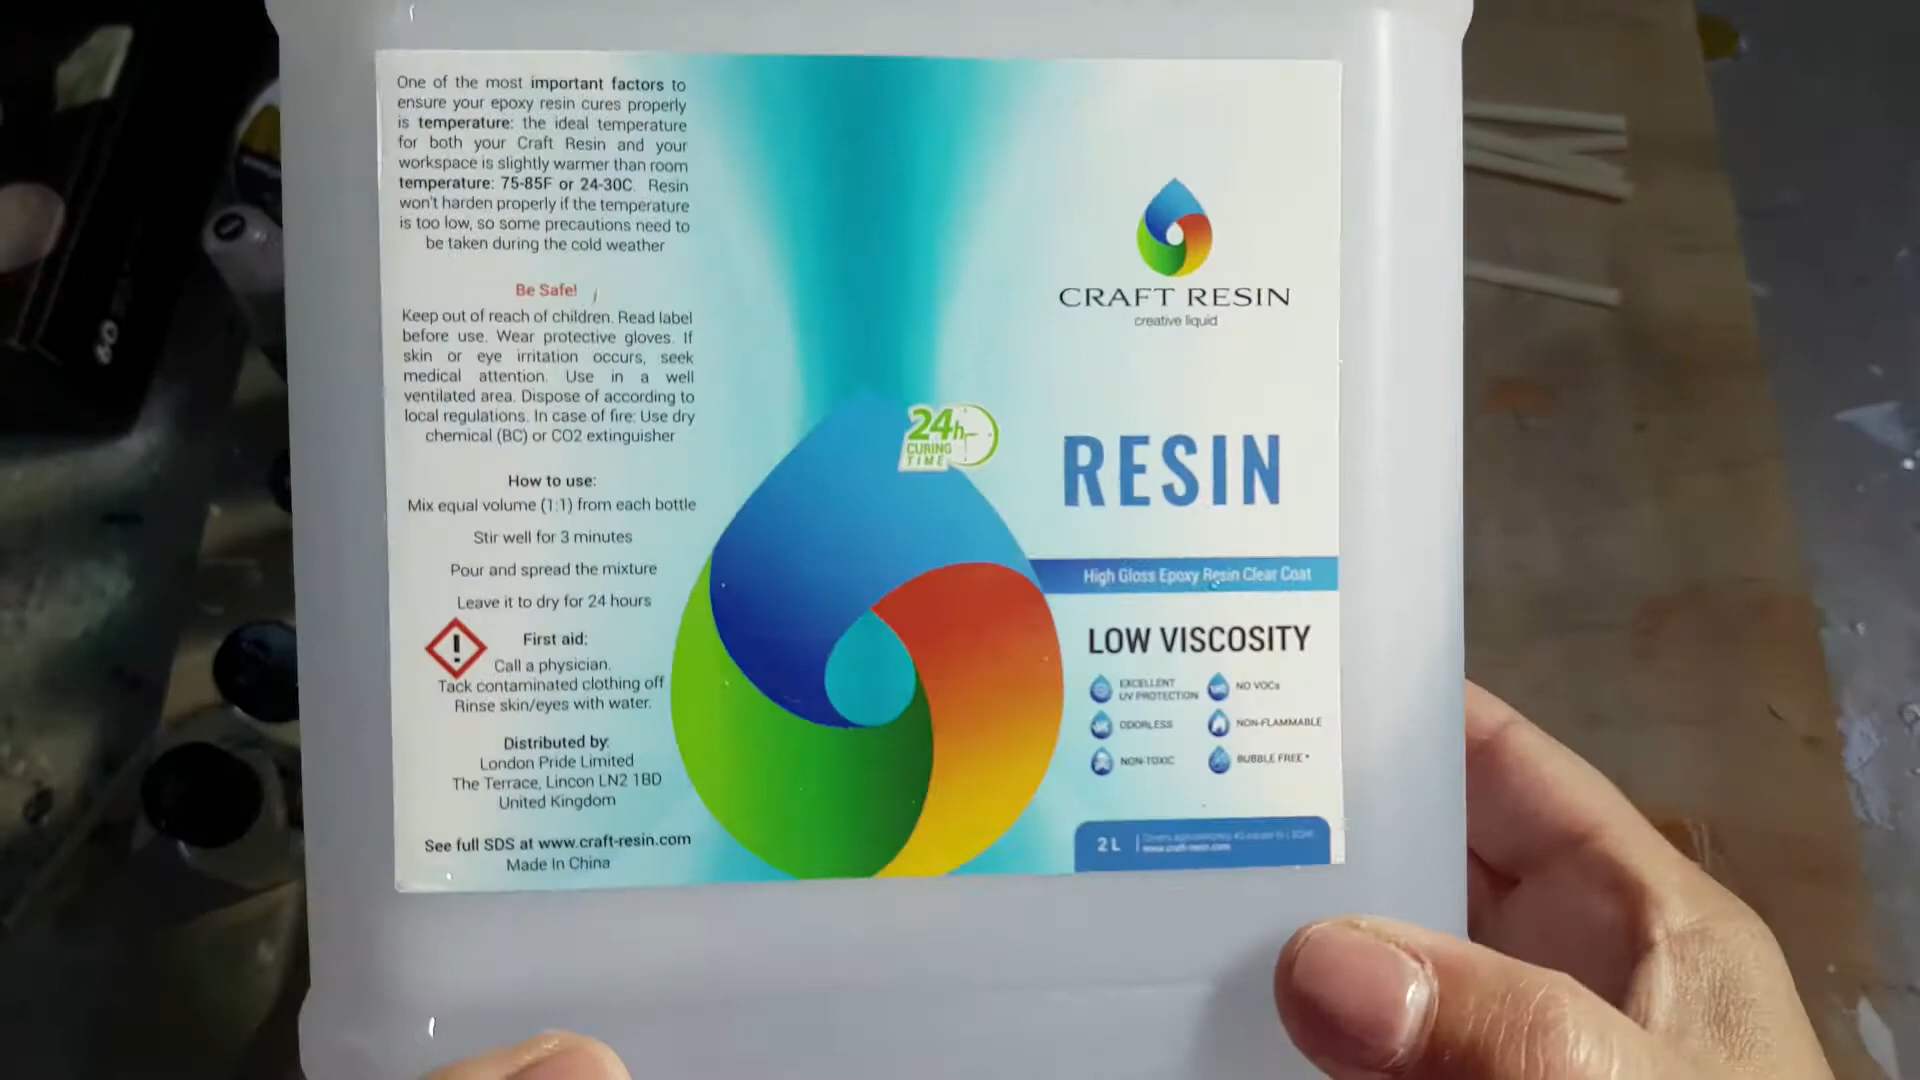 One of the most important factors to
ensure your epoxy resin cures properly
is temperature: the ideal temperature
for both your Craft Resin and your
workspace is slightly warmer than room
temperature: 75-85F or 24-30C. Resin
won't harden properly if the temperature
is too low, so some precautions need to
be taken during the cold weather
Be Safe!
Keep out of reach of children. Read label
before use. Wear protective gloves. If
skin or eye irritation occurs, seek
medical attention. Use in a well
ventilated area. Dispose of according to
local regulations. In case of fire: Use dry
chemical (BC) or CO2 extinguisher
How to use:
Mix equal volume (1:1) from each bottle
Stir well for 3 minutes
Pour and spread the mixture
Leave it to dry for 24 hours
First aid:
Call a physician.
Tack contaminated clothing off
Rinse skin/eyes with water.
Distributed by:
London Pride Limited
The Terrace, Lincon LN2 1BD
United Kingdom
See full SDS at www.craft-resin.com
Made In China
24h
CURING
TIME
CRAFT RESIN
creative liquid
RESIN
High Gloss Epoxy Resin Clear Coat
LOW VISCOSITY
EXCELLENT
UV PROTECTION
NO VOCs
ODORLESS
NON-FLAMMABLE
NON-TOXIC
BUBBLE FREE*
2 L
www.craft-resin.com
60